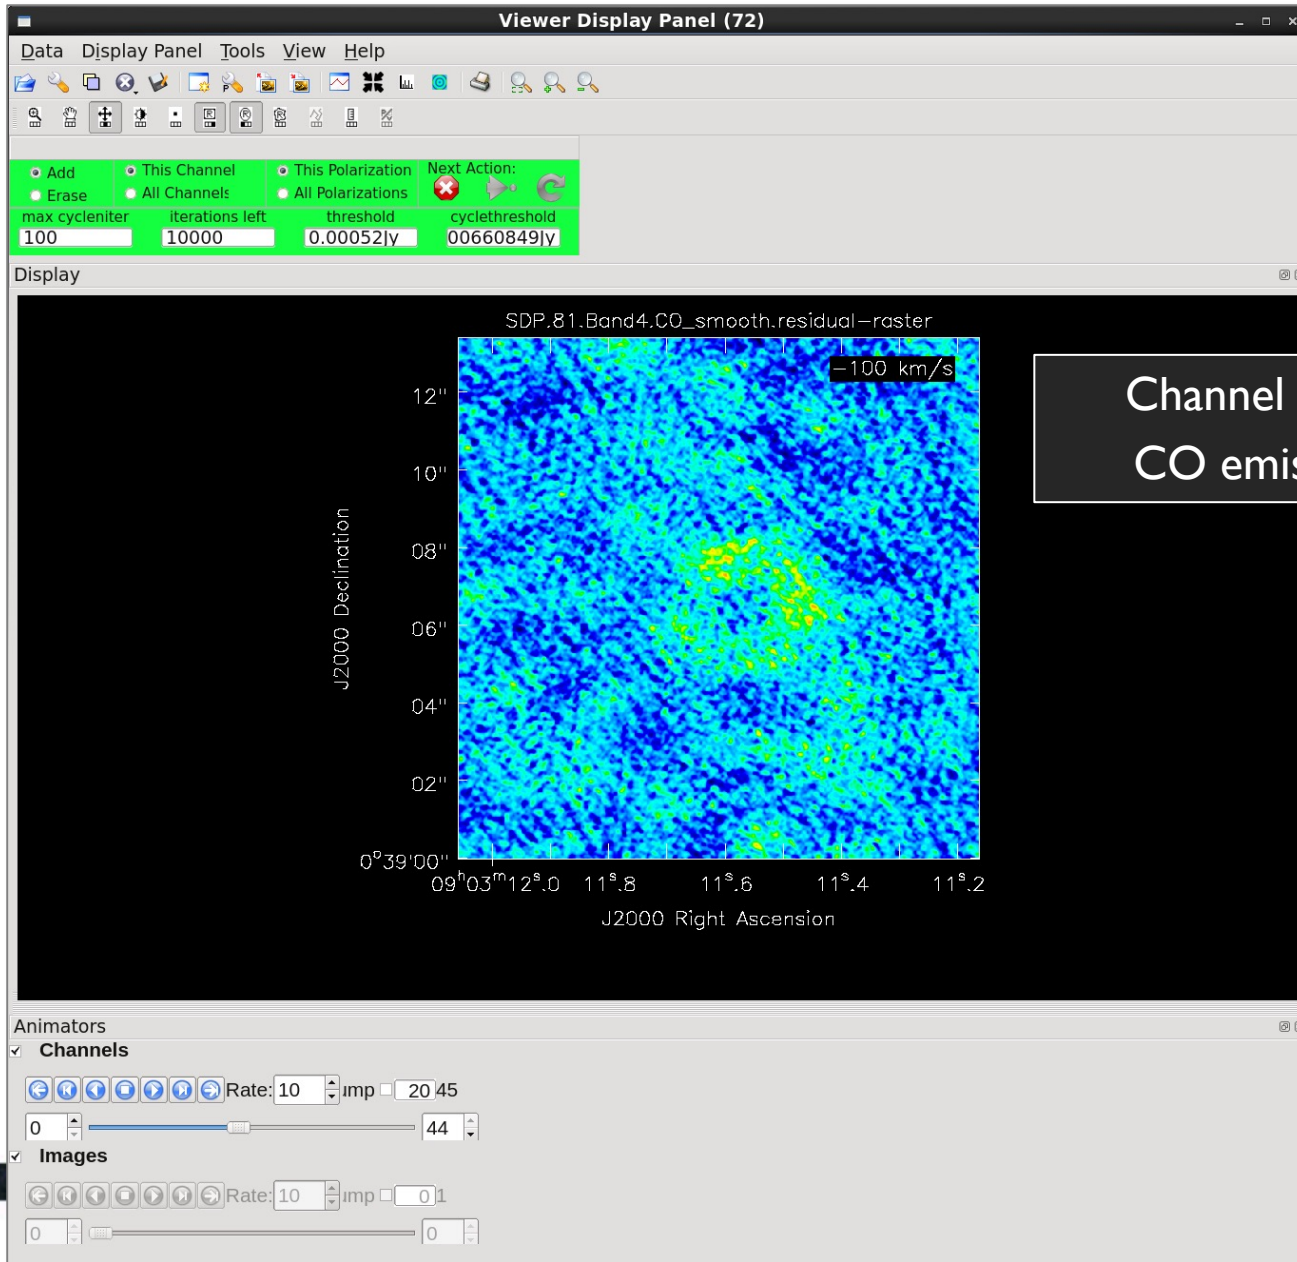 Viewer Display Panel (72)
Data Display Panel Tools View Help
Add This Channel This Polarization Next Action:
Erase All Channels All Polarizations
max cycleniter iterations left threshold cyclethreshold
100 10000 0.00052Jy 00660849Jy
Display
SDP.81.Band4.CO_smooth.residual-raster
-100 km/s
Channel
CO emis
12"
10"
08"
06"
04"
02"
0°39'00"
J2000 Declination
09h03m12s.0 11s.8 11s.6 11s.4 11s.2
J2000 Right Ascension
Animators
Channels
Rate: 10 ump 20 45
0 44
Images
Rate: 10 ump 0 1
0 0